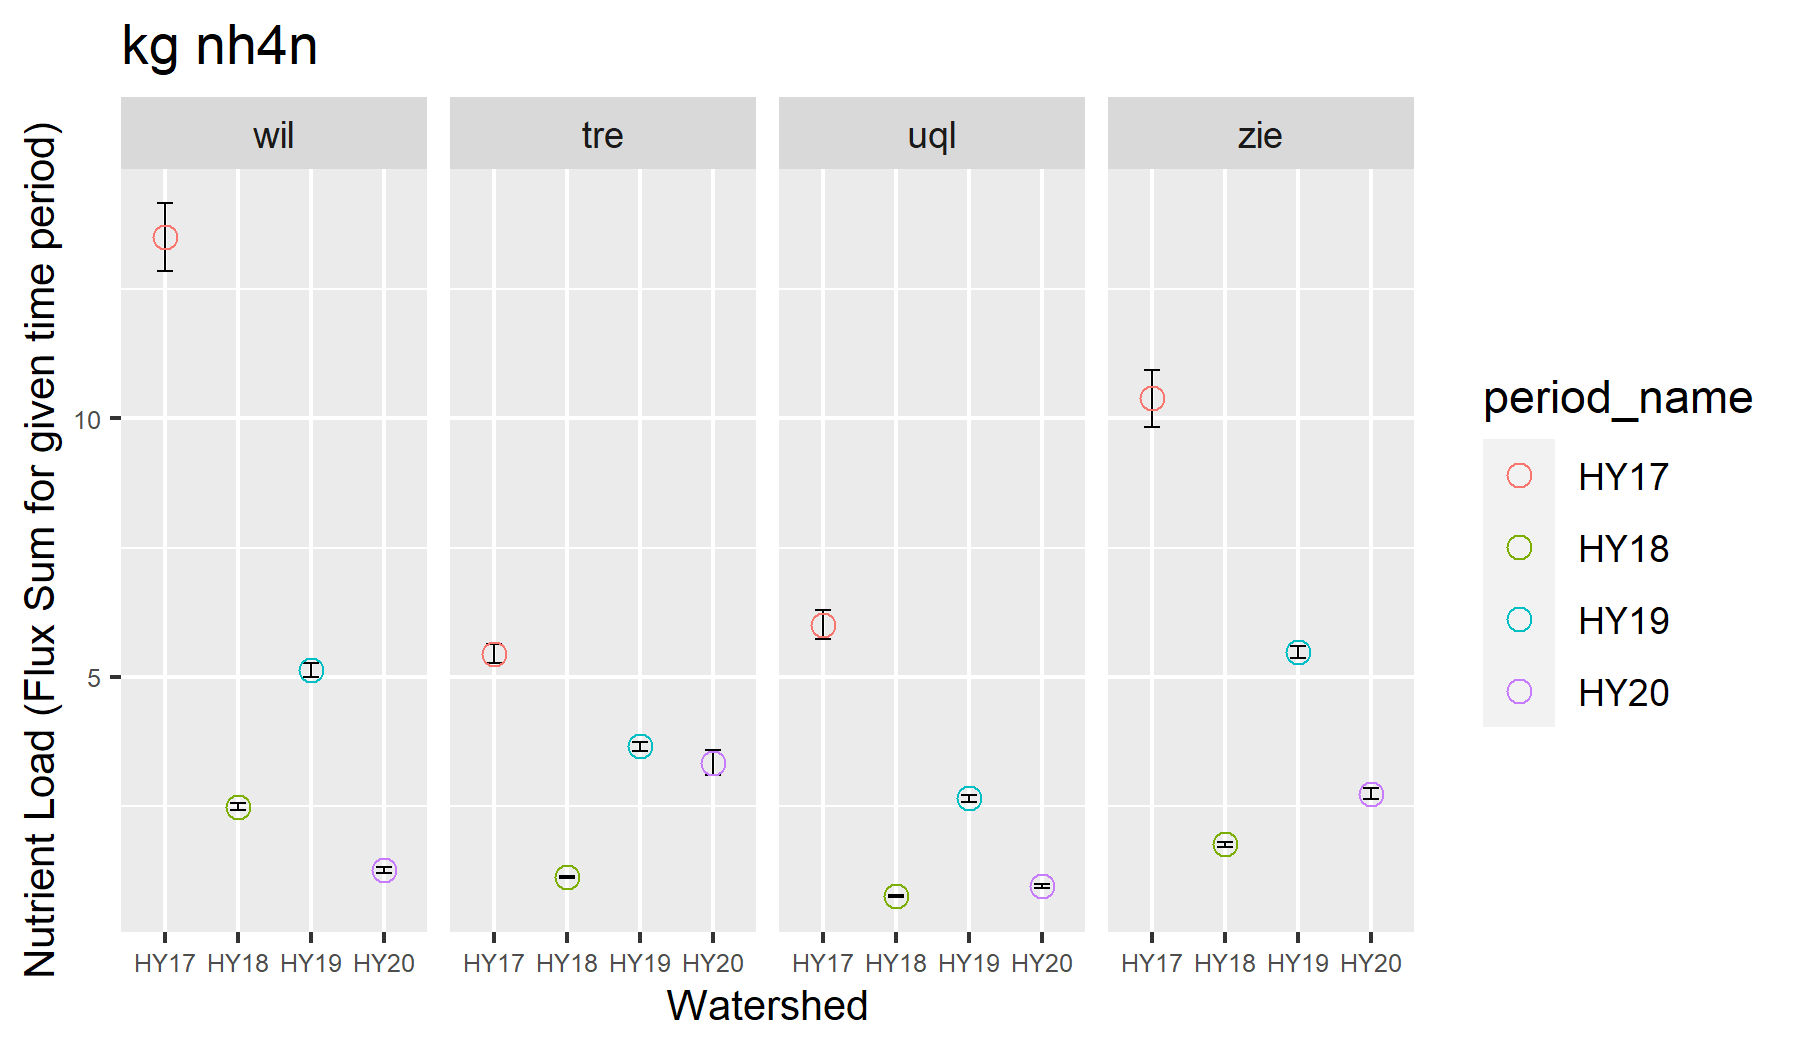 kg nh4n
Nutrient Load (Flux Sum for given time period)
wil
tre
uql
zie
10
5
HY17 HY18 HY19 HY20
HY17 HY18 HY19 HY20
HY17 HY18 HY19 HY20
HY17 HY18 HY19 HY20
Watershed
period_name
HY17
HY18
HY19
HY20